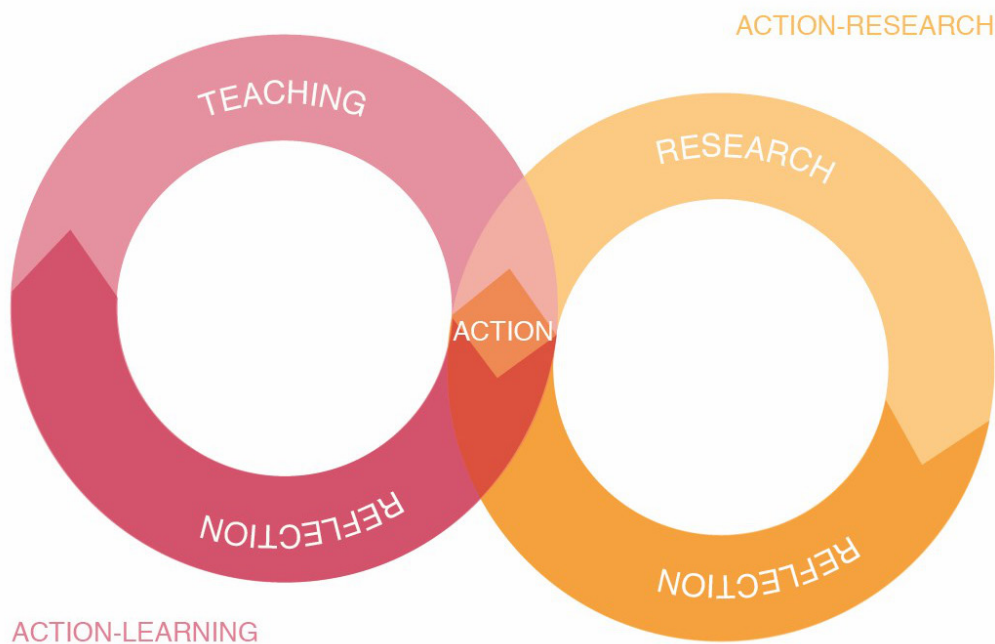 ACTION-RESEARCH
TEACHING
RESEARCH
ACTION
REFLECTION
REFLECTION
ACTION-LEARNING